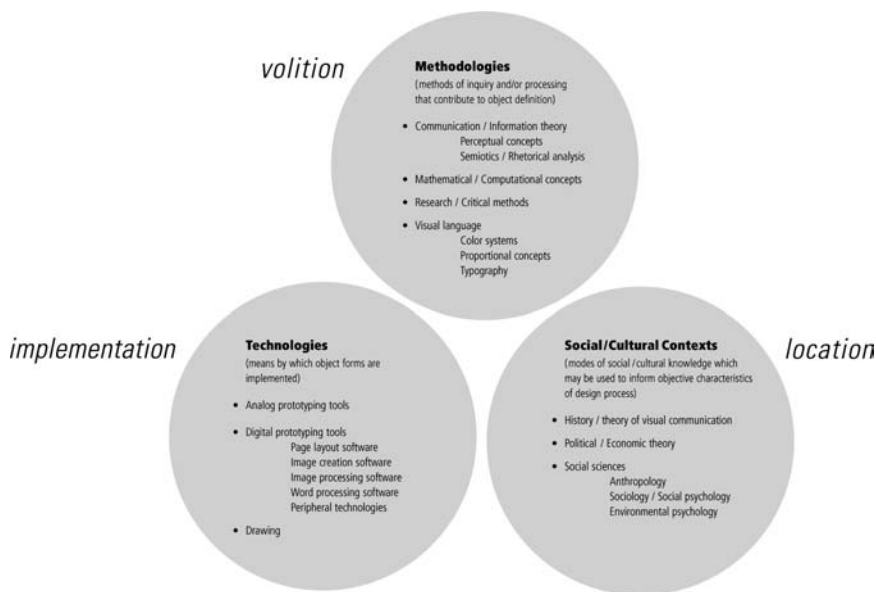 volition
Methodologies
(methods of inquiry and/or processing
that contribute to object definition)
• Communication / Information theory
Perceptual concepts
Semiotics / Rhetorical analysis
• Mathematical / Computational concepts
• Research / Critical methods
• Visual language
Color systems
Proportional concepts
Typography
implementation
Technologies
(means by which object forms are
implemented)
• Analog prototyping tools
• Digital prototyping tools
Page layout software
Image creation software
Image processing software
Word processing software
Peripheral technologies
• Drawing
Social/Cultural Contexts
(modes of social/cultural knowledge which
may be used to inform objective characteristics
of design process)
• History / theory of visual communication
• Political / Economic theory
• Social sciences
Anthropology
Sociology / Social psychology
Environmental psychology
location